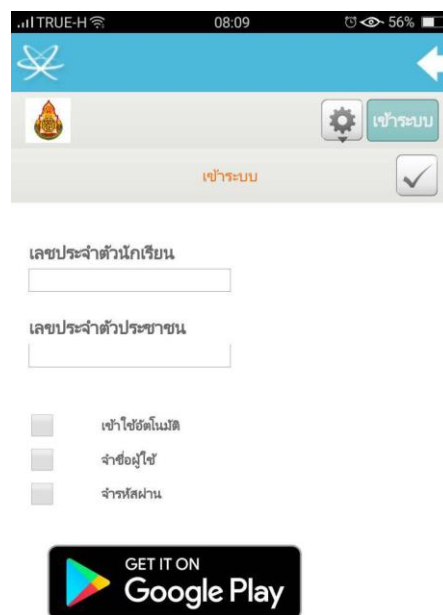 TRUE-H 08:09 56%
เข้าระบบ
เข้าระบบ
เลขประจำตัวนักเรียน
เลขประจำตัวประชาชน
เข้าใช้อัตโนมัติ
จำชื่อผู้ใช้
จำรหัสผ่าน
GET IT ON
Google Play